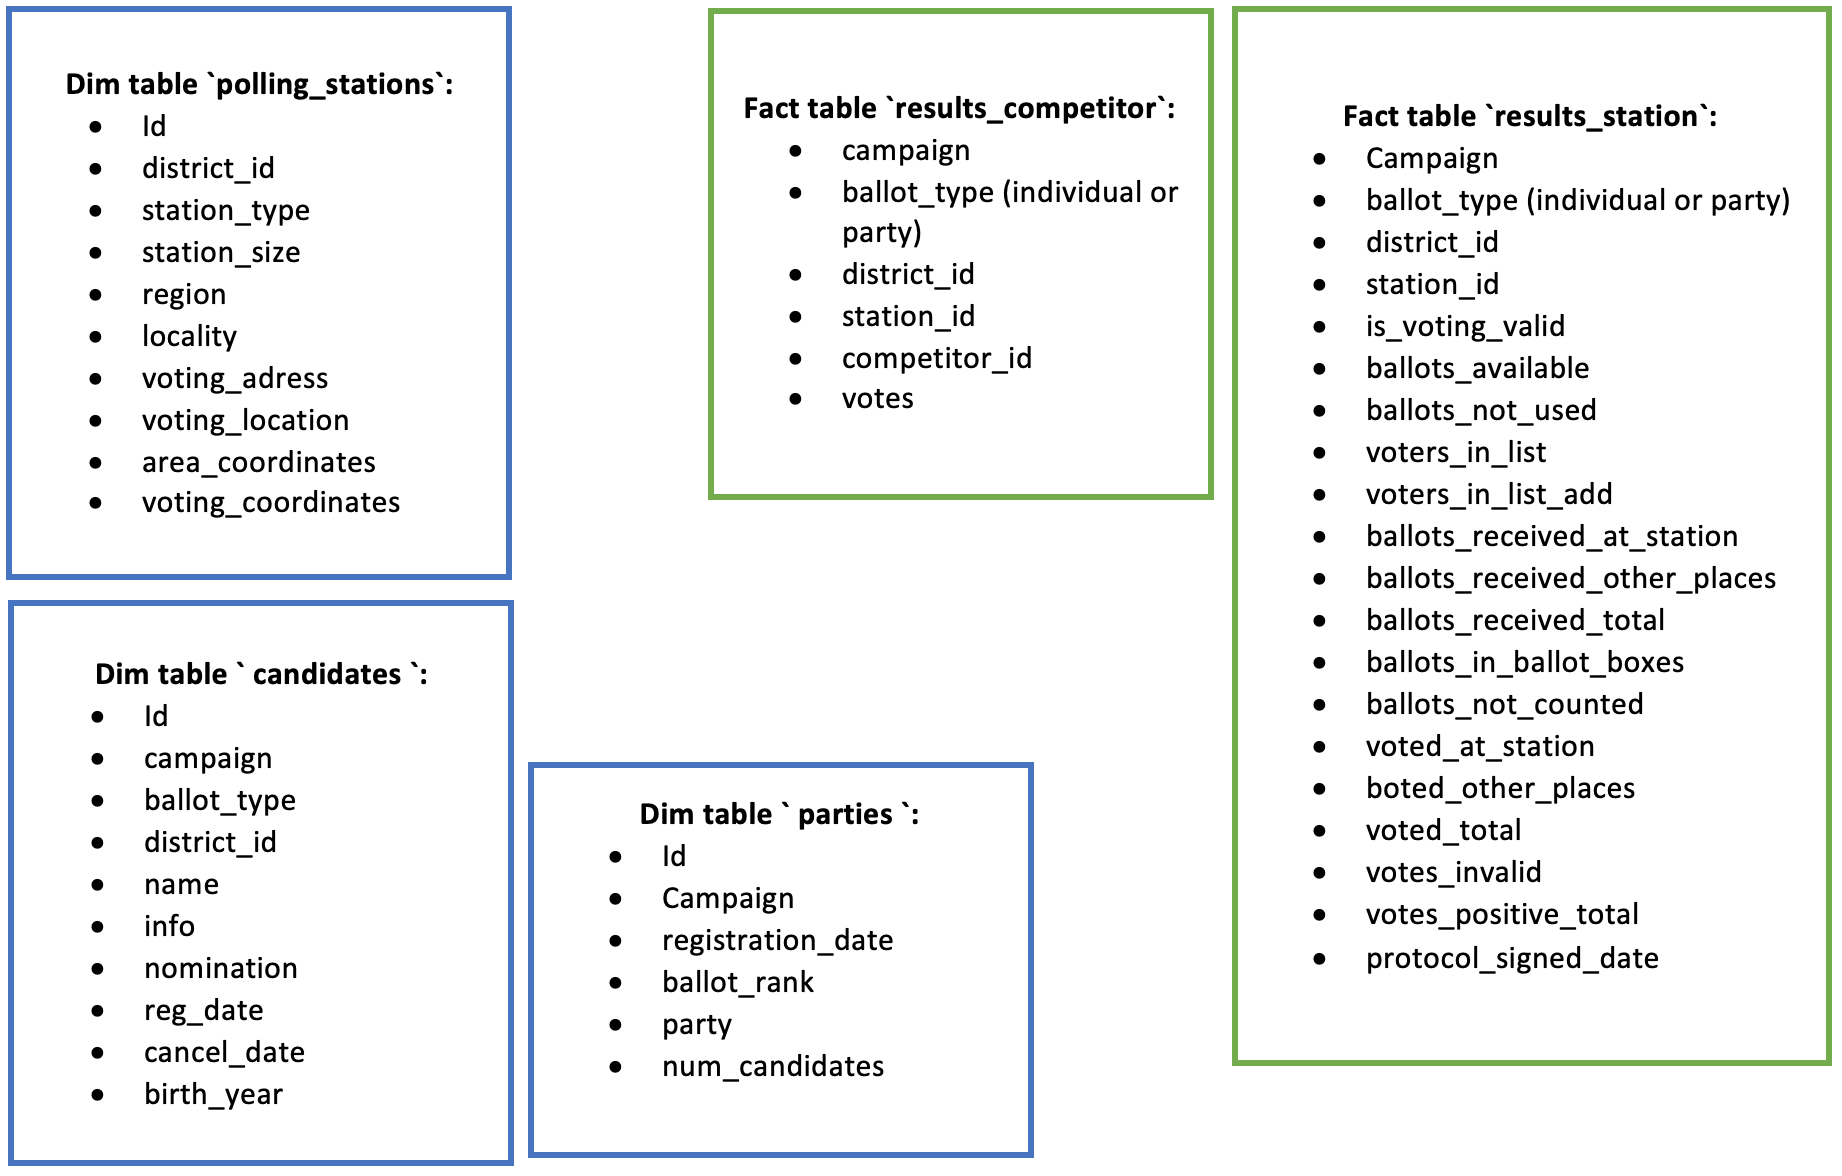 Dim table `polling_stations`:
• Id
• district_id
• station_type
• station_size
• region
• locality
• voting_adress
• voting_location
• area_coordinates
• voting_coordinates
Dim table ` candidates `:
• Id
• campaign
• ballot_type
• district_id
• name
• info
• nomination
• reg_date
• cancel_date
• birth_year
Dim table ` parties `:
• Id
• Campaign
• registration_date
• ballot_rank
• party
• num_candidates
Fact table `results_competitor`:
• campaign
• ballot_type (individual or
party)
• district_id
• station_id
• competitor_id
• votes
Fact table `results_station`:
• Campaign
• ballot_type (individual or party)
• district_id
• station_id
• is_voting_valid
• ballots_available
• ballots_not_used
• voters_in_list
• voters_in_list_add
• ballots_received_at_station
• ballots_received_other_places
• ballots_received_total
• ballots_in_ballot_boxes
• ballots_not_counted
• voted_at_station
• boted_other_places
• voted_total
• votes_invalid
• votes_positive_total
• protocol_signed_date